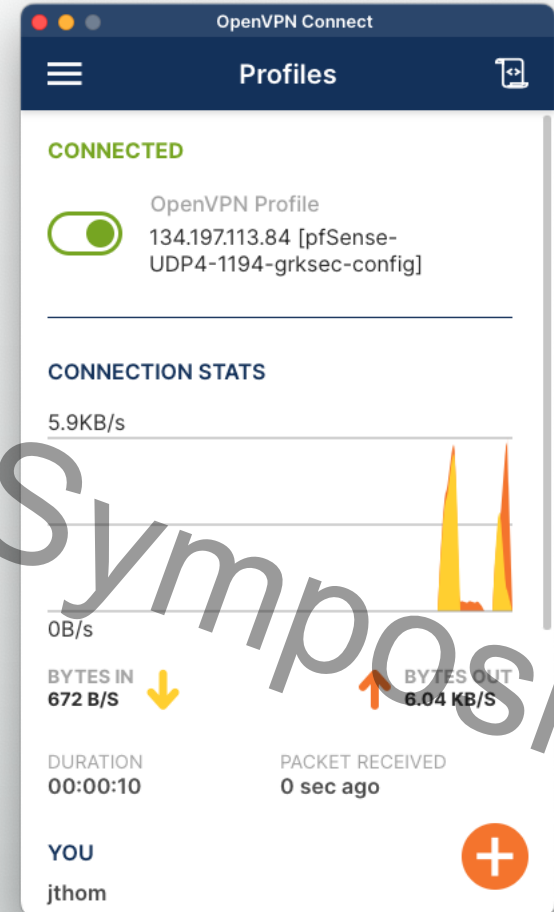 OpenVPN Connect
Profiles
CONNECTED
OpenVPN Profile
134.197.113.84 [pfSense-
UDP4-1194-grksec-config]
CONNECTION STATS
5.9KB/s
0B/s
BYTES IN
672 B/S
BYTES OUT
6.04 KB/S
DURATION
00:00:10
PACKET RECEIVED
0 sec ago
YOU
jthom
Symposi